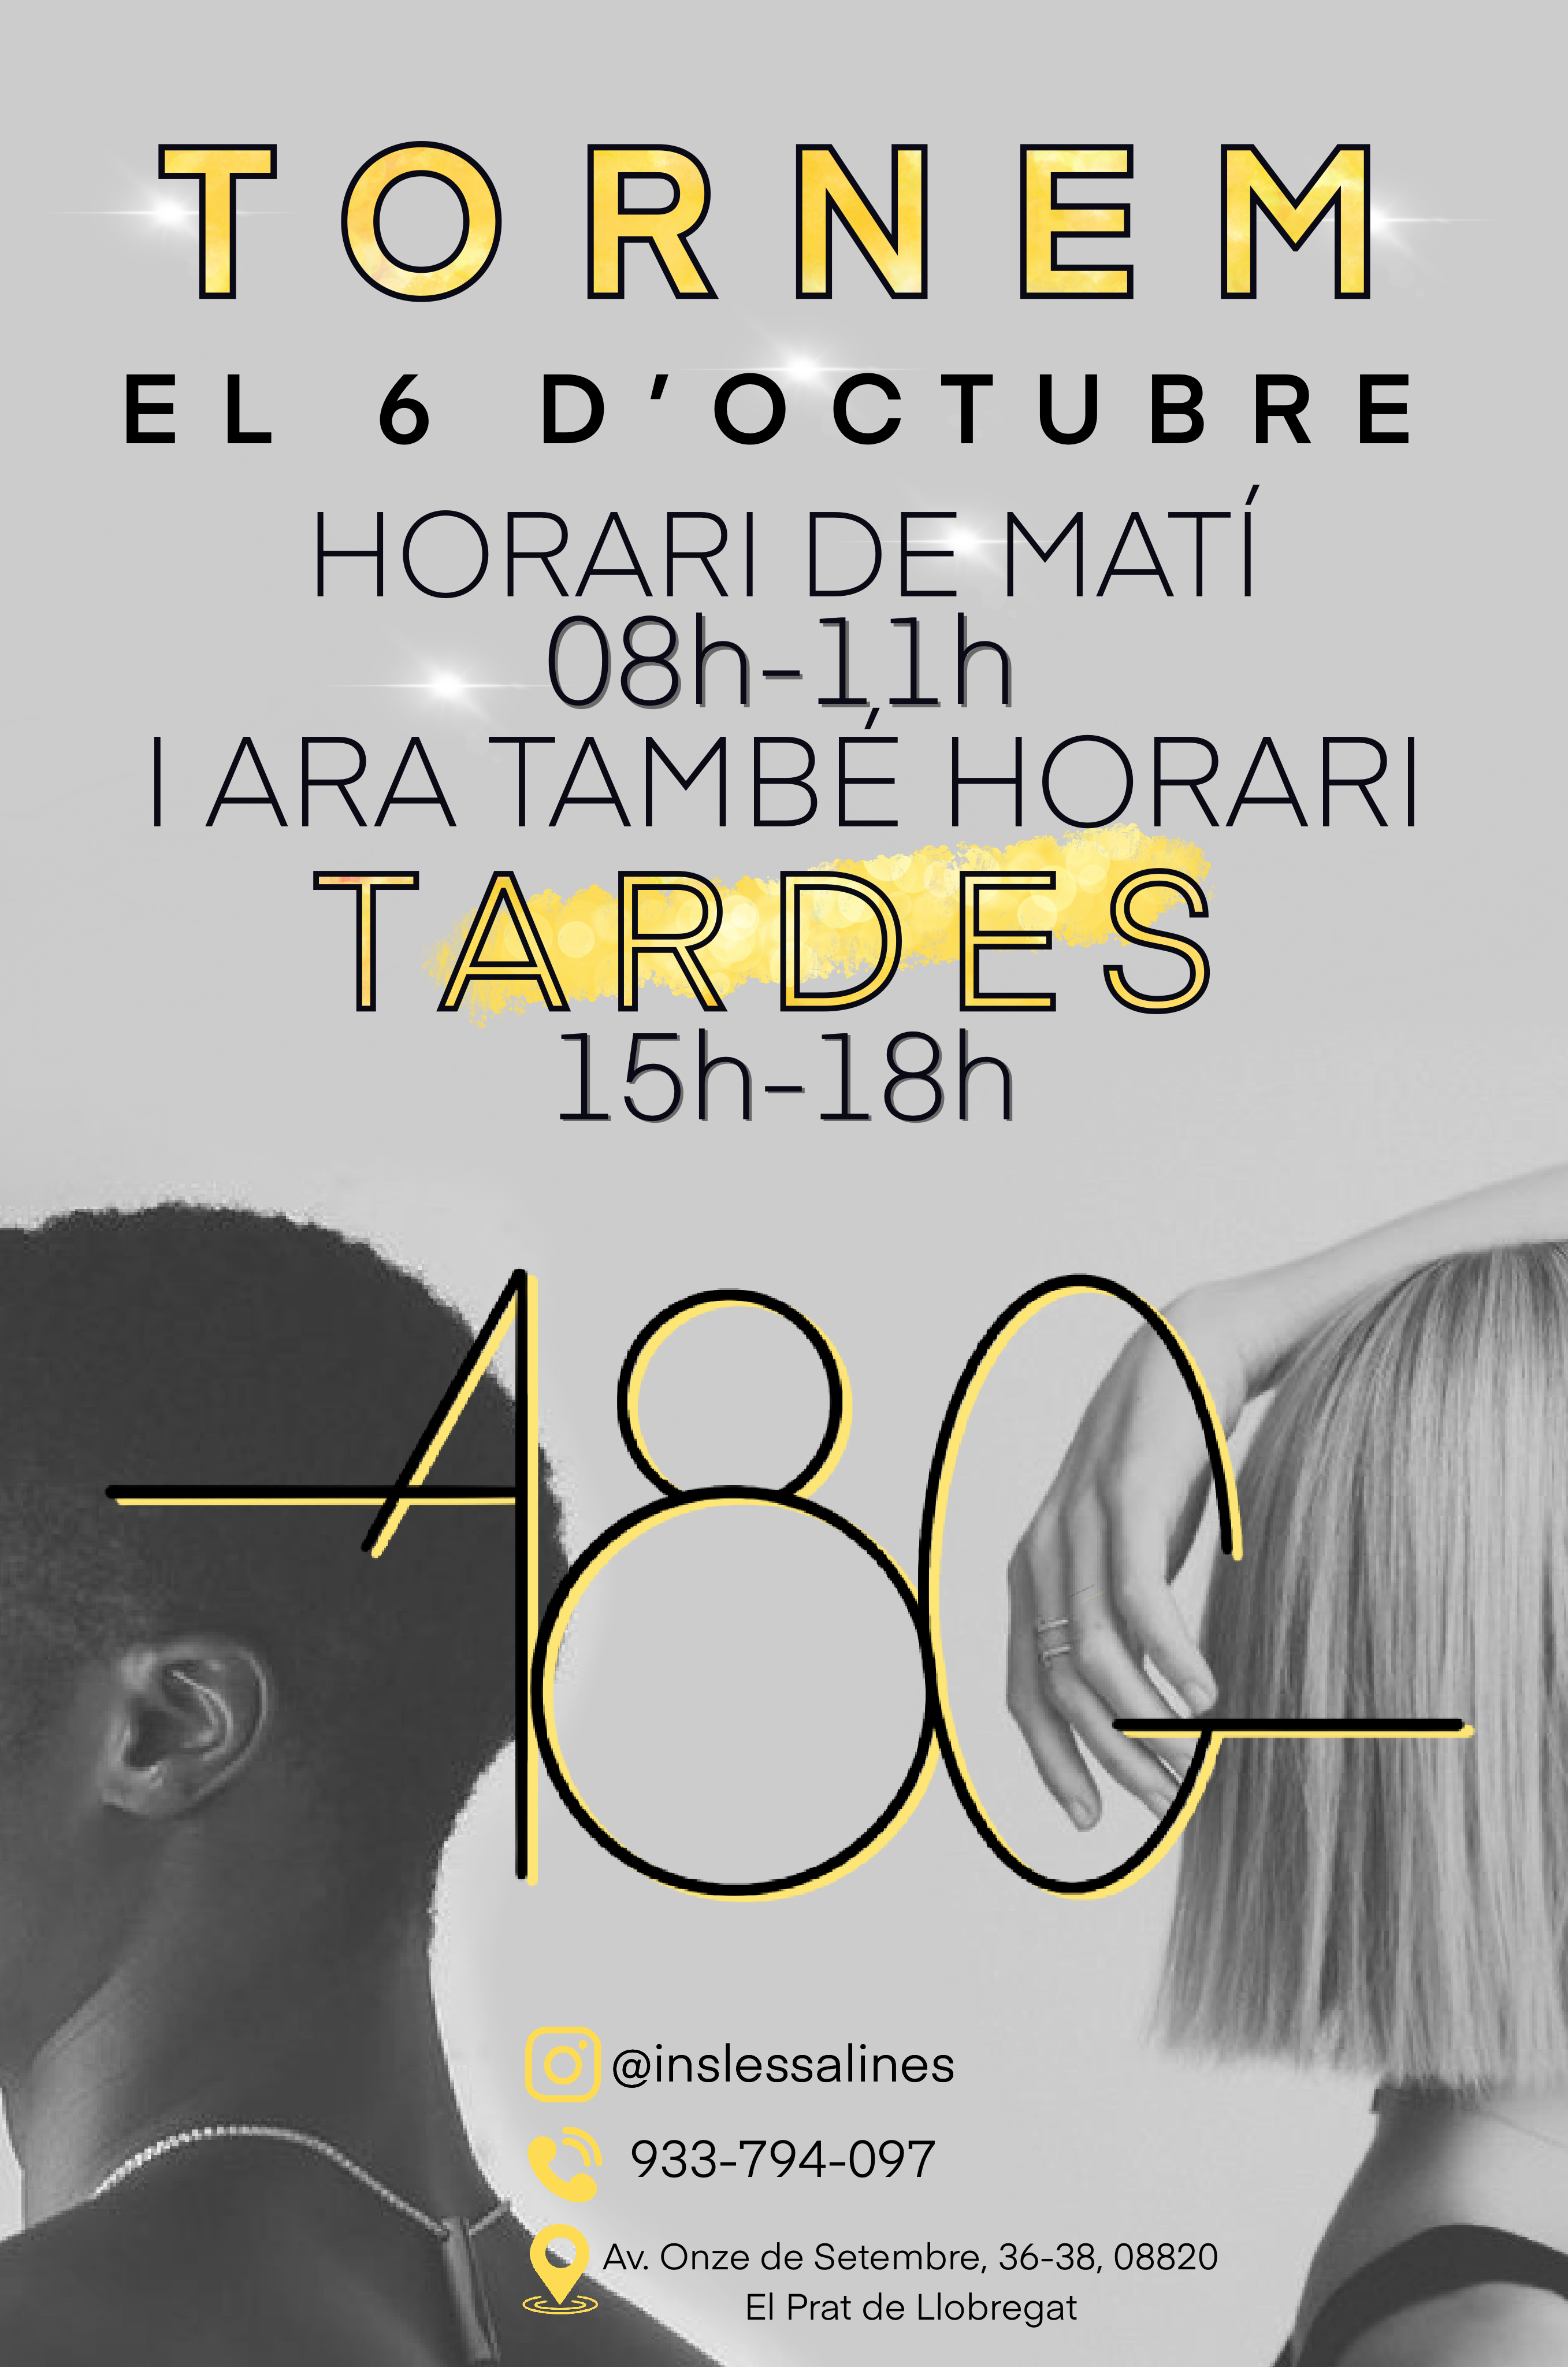 TORNEM
EL 6 D'OCTUBRE
HORARI DE MATÍ
08h-11h
I ARA TAMBÉ HORARI
TARDES
15h-18h
180
@inslessalines
933-794-097
Av. Onze de Setembre, 36-38, 08820
El Prat de Llobregat